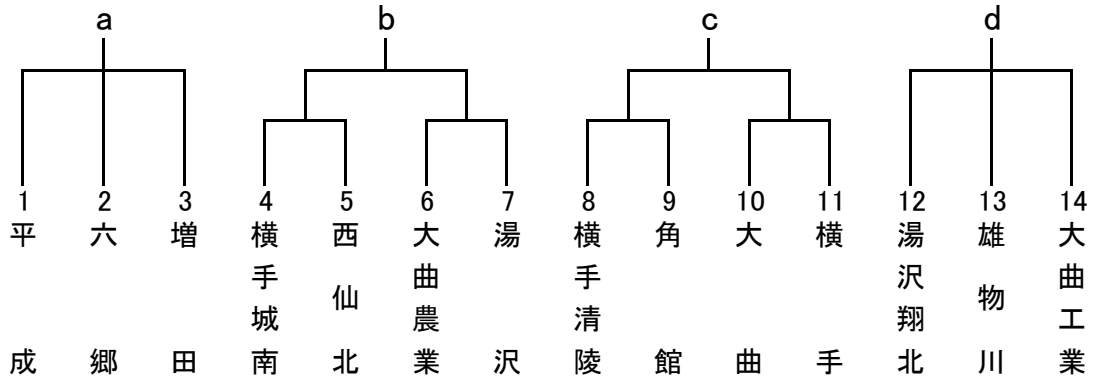 a b c d
1 2 3 4 5 6 7 8 9 10 11 12 13 14
平成
六郷
増田
横手城南
西仙北
大曲農業
湯沢
横手清陵
角館
大曲
横手
湯沢翔北
雄物川
大曲工業